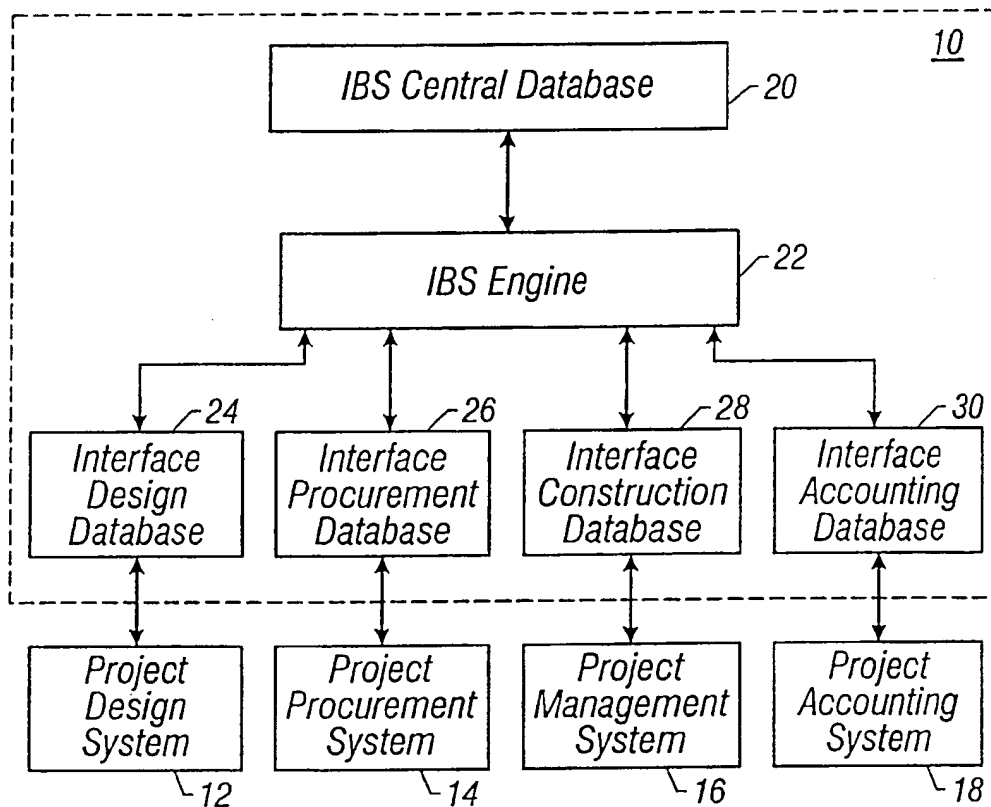 10
IBS Central Database
20
IBS Engine
22
24
26
28
30
Interface
Design
Database
Interface
Procurement
Database
Interface
Construction
Database
Interface
Accounting
Database
Project
Design
System
Project
Procurement
System
Project
Management
System
Project
Accounting
System
12
14
16
18